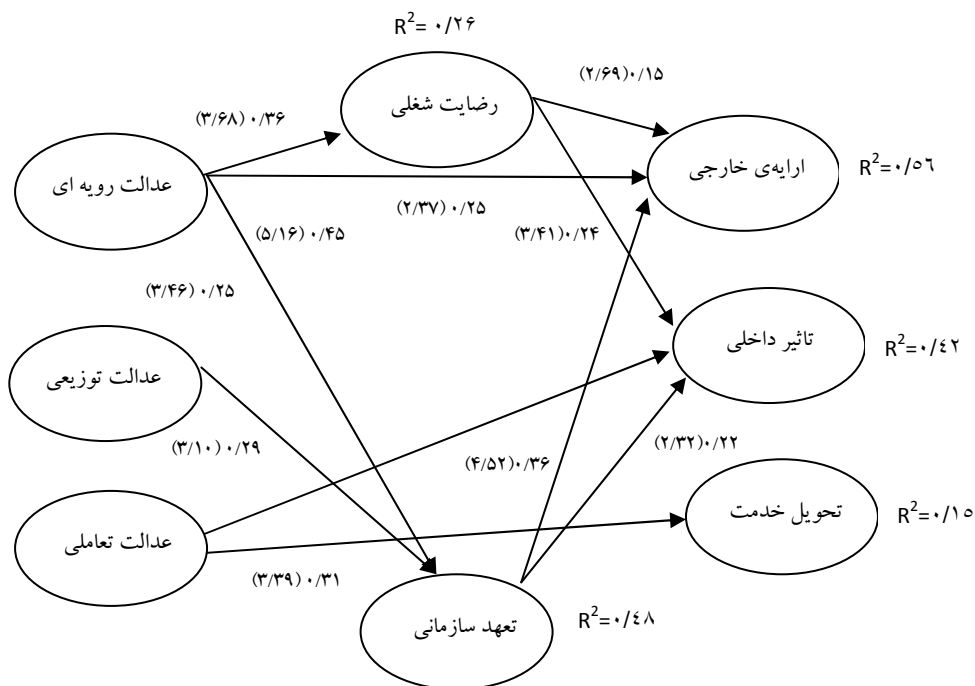 R²= ۰/۲۶
رضایت شغلی
(۲/۶۹)۰/۱۵
(۳/۶۸) ۰/۳۶
عدالت رویه ای
ارایه‌ی خارجی
R²=۰/٥٦
(۲/۳۷) ۰/۲۵
(۵/۱۶) ۰/۴۵
(۳/۴۱)۰/۲۴
(۳/۴۶) ۰/۲۵
عدالت توزیعی
تاثیر داخلی
R²=۰/٤٢
(۳/۱۰) ۰/۲۹
(۴/۵۲)۰/۳۶
(۲/۳۲)۰/۲۲
تحویل خدمت
R²=۰/۱٥
عدالت تعاملی
(۳/۳۹) ۰/۳۱
تعهد سازمانی
R²=۰/٤٨